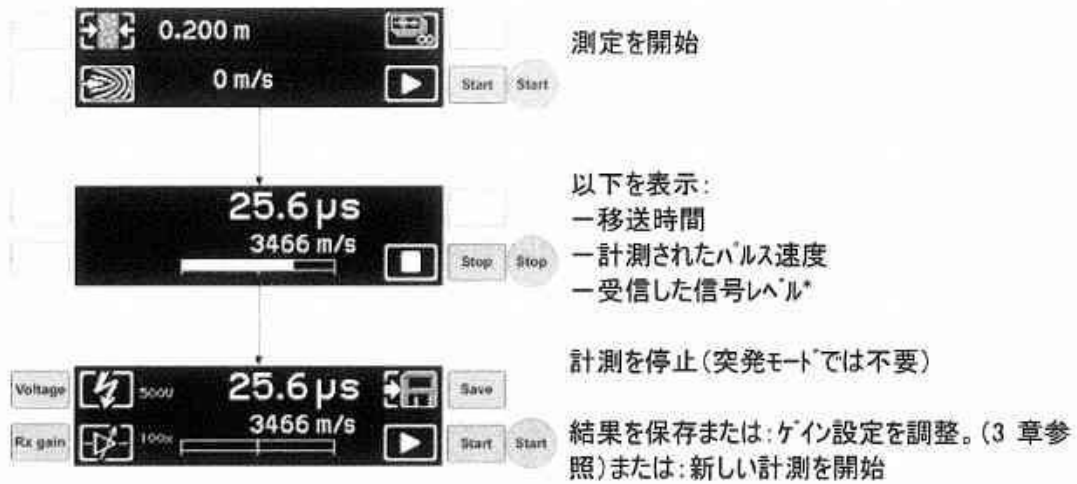 0.200 m
測定を開始
0 m/s
Start Start
以下を表示:
25.6 µs
ー移送時間
3466 m/s
Stop Stop
ー計測されたパルス速度
ー受信した信号レベル*
計測を停止(突発モードでは不要)
Voltage 500V 25.6 µs Save
3466 m/s
Rx gain 100x Start Start
結果を保存または:ゲイン設定を調整。(3 章参
照)または:新しい計測を開始